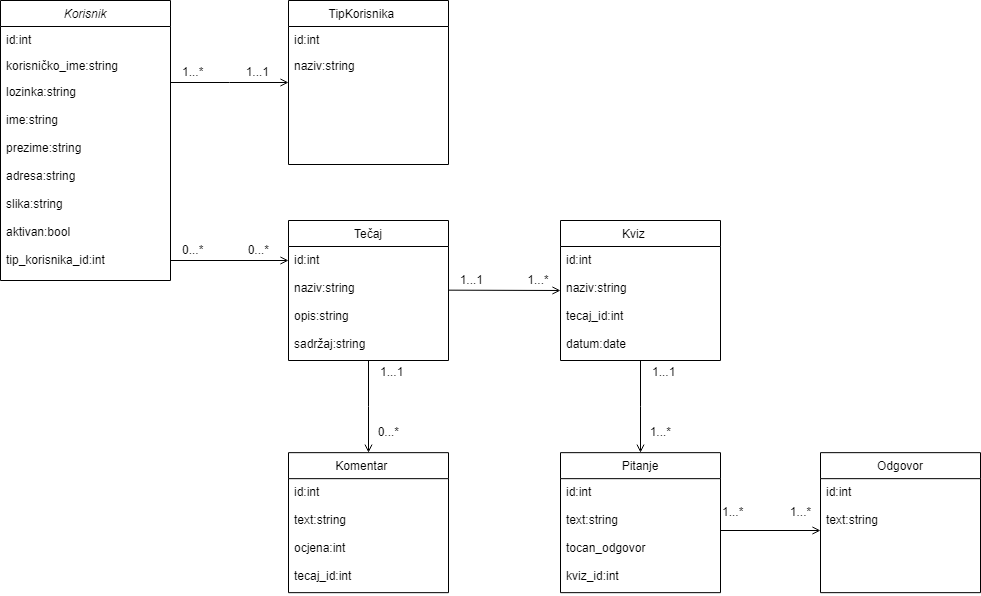 Korisnik
id:int
korisničko_ime:string
lozinka:string
ime:string
prezime:string
adresa:string
slika:string
aktivan:bool
tip_korisnika_id:int
1...*
1...1
TipKorisnika
id:int
naziv:string
0...*
0...*
Tečaj
id:int
naziv:string
opis:string
sadržaj:string
1...1
1...*
Kviz
id:int
naziv:string
tecaj_id:int
datum:date
1...1
0...*
1...1
1...*
Komentar
id:int
text:string
ocjena:int
tecaj_id:int
Pitanje
id:int
text:string
tocan_odgovor
kviz_id:int
1...*
1...*
Odgovor
id:int
text:string